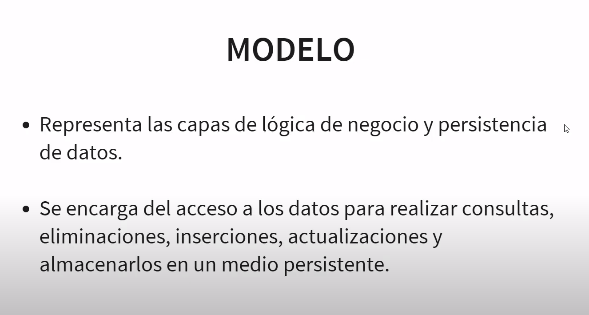 MODELO
• Representa las capas de lógica de negocio y persistencia
de datos.
• Se encarga del acceso a los datos para realizar consultas,
eliminaciones, inserciones, actualizaciones y
almacenarlos en un medio persistente.